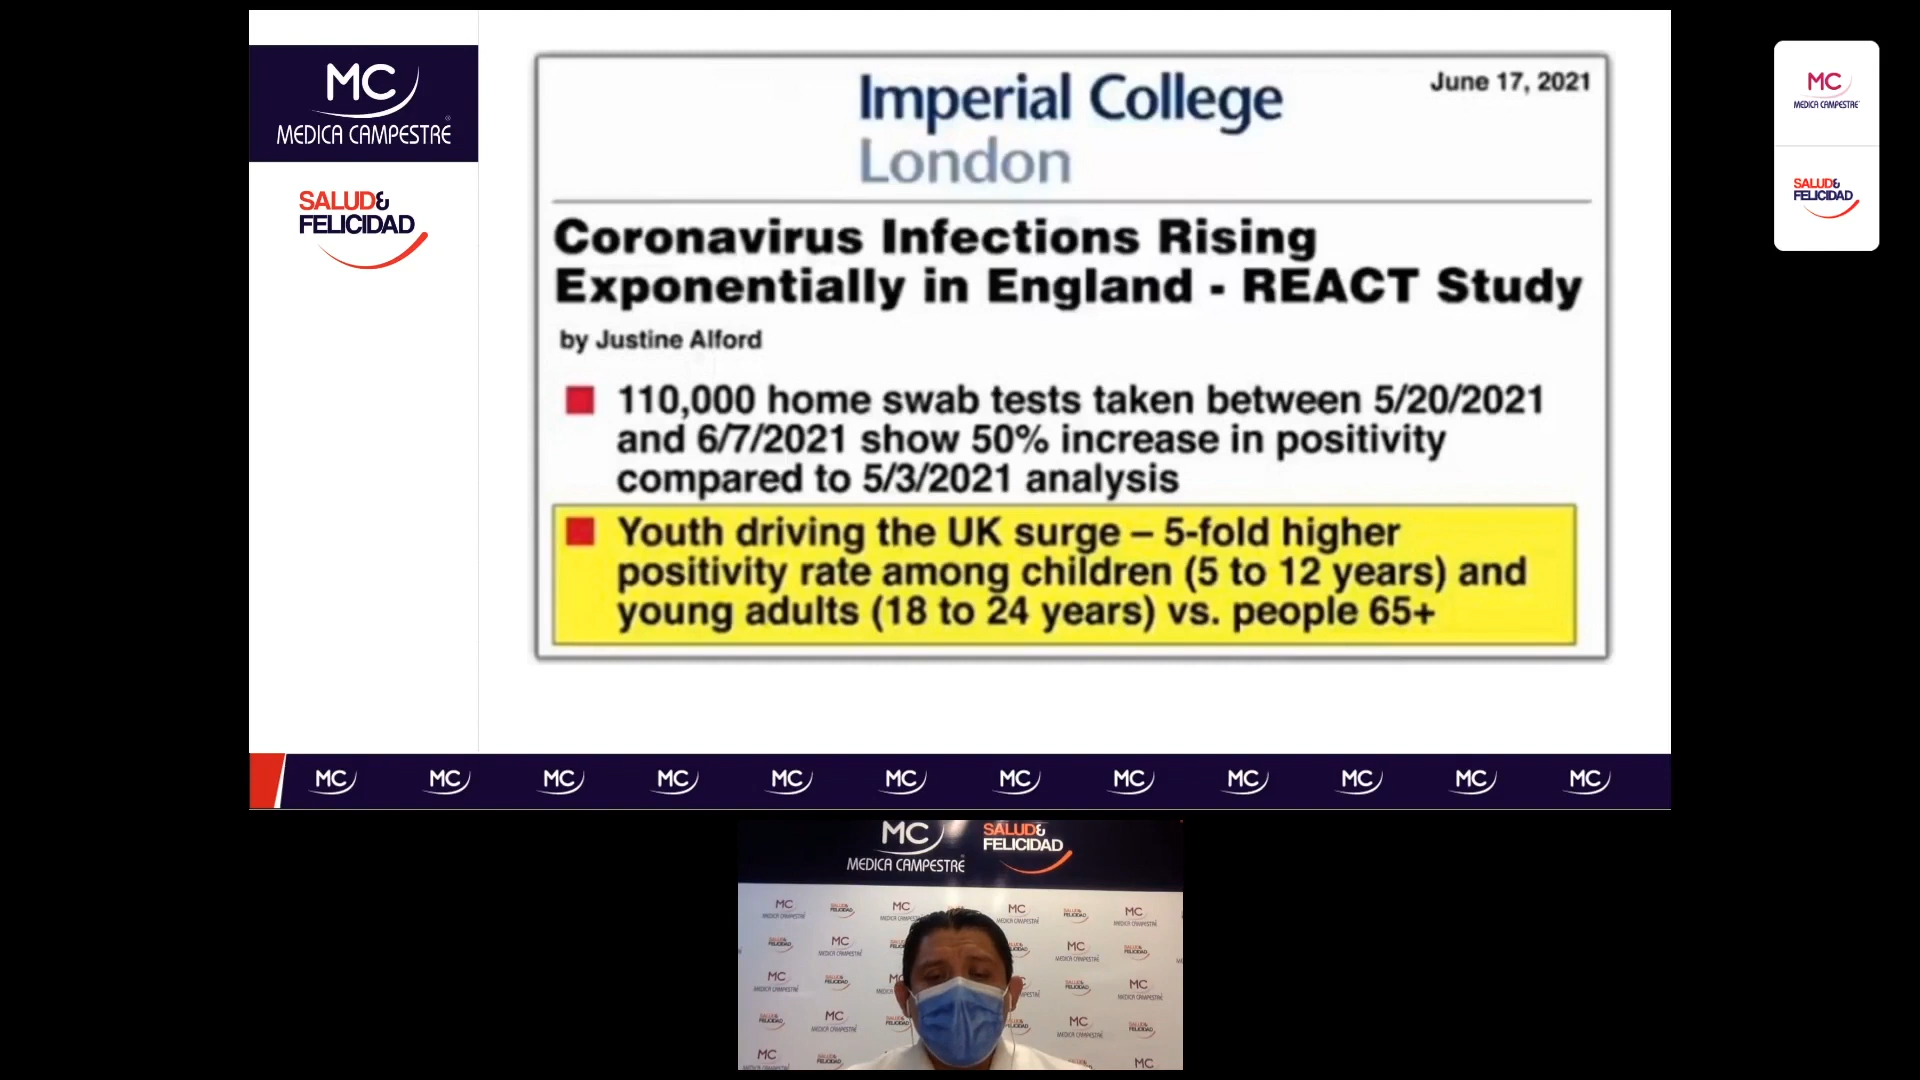 MC
MEDICA CAMPESTRE
SALUD&
FELICIDAD
Imperial College
London
June 17, 2021
Coronavirus Infections Rising
Exponentially in England - REACT Study
by Justine Alford
110,000 home swab tests taken between 5/20/2021
and 6/7/2021 show 50% increase in positivity
compared to 5/3/2021 analysis
Youth driving the UK surge – 5-fold higher
positivity rate among children (5 to 12 years) and
young adults (18 to 24 years) vs. people 65+
MC MC MC MC MC MC MC MC MC MC MC MC
MC
MEDICA CAMPESTRE
SALUD&
FELICIDAD
MC
MEDICA CAMPESTRE
SALUD&
FELICIDAD